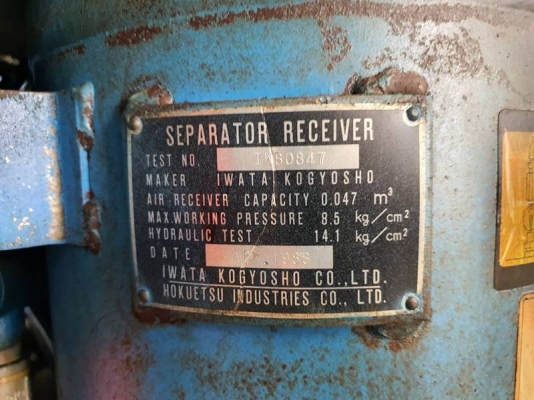 SEPARATOR RECEIVER
TEST NO.
MAKER IWATA KOGYOSHO
AIR RECEIVER CAPACITY 0.047 m³
MAX.WORKING PRESSURE 8.5 kg/cm²
HYDRAULIC TEST 14.1 kg/cm²
DATE
IWATA KOGYOSHO CO.,LTD.
HOKUETSU INDUSTRIES CO., LTD.